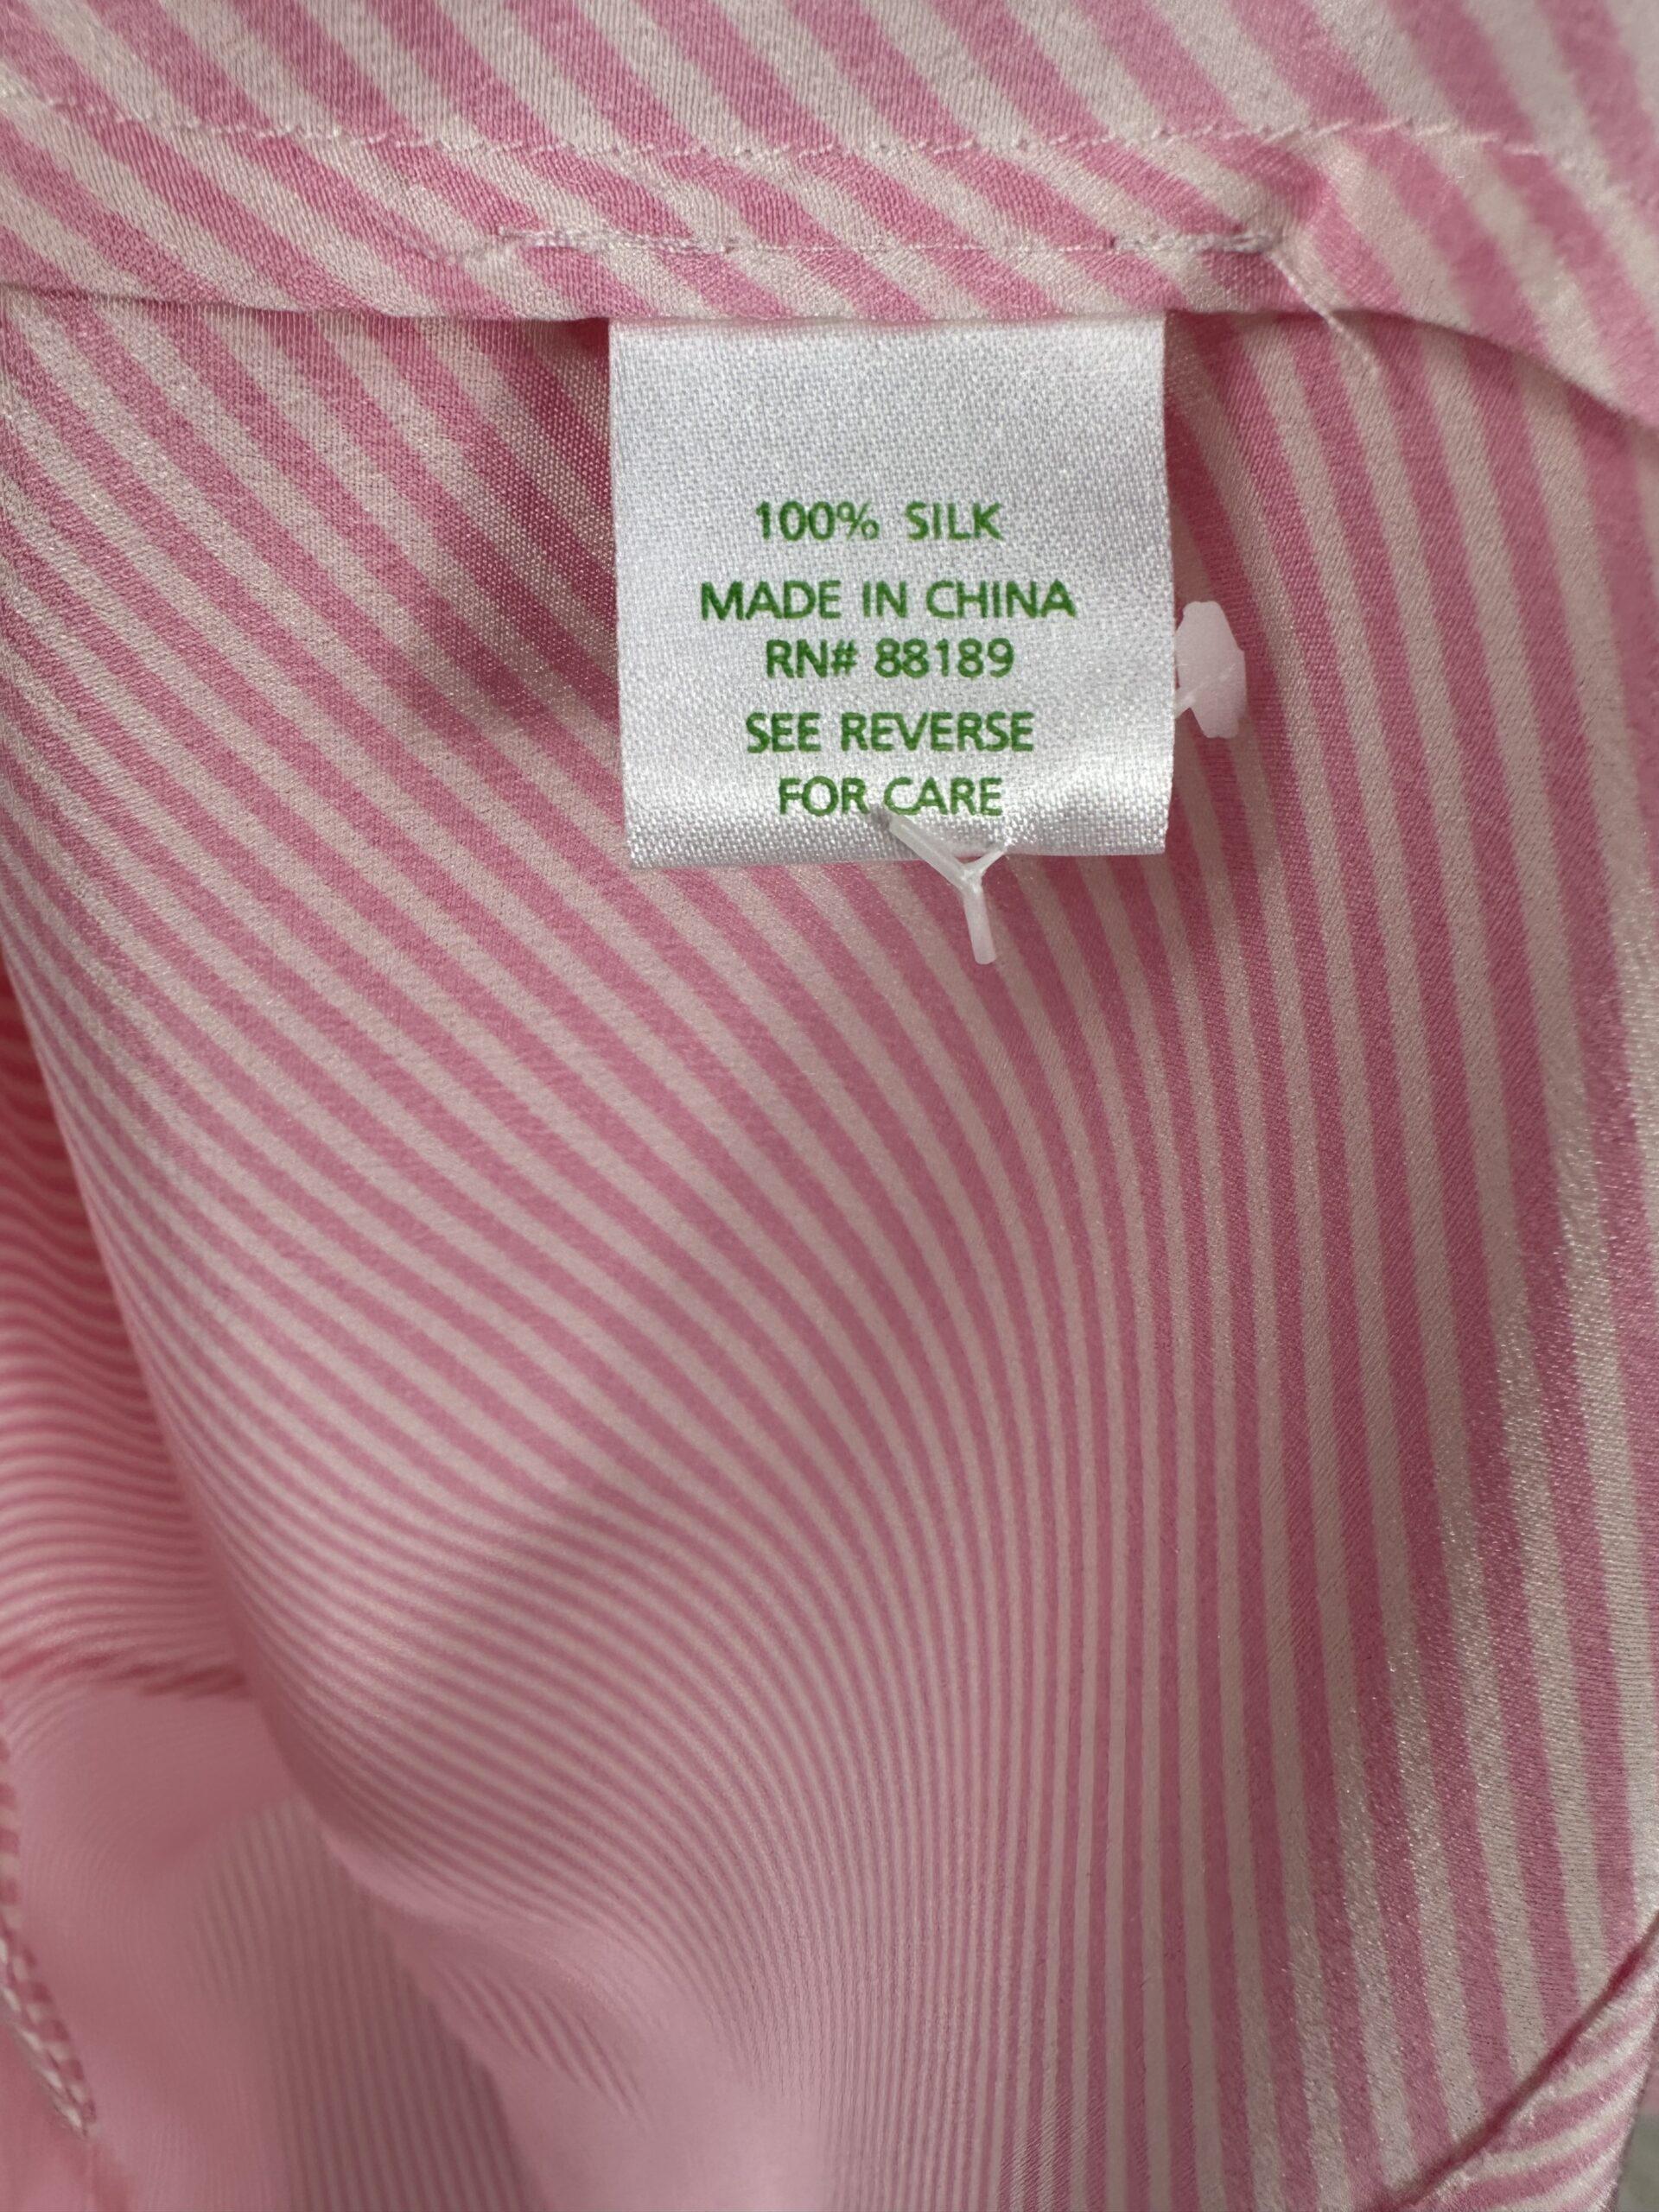 100% SILK
MADE IN CHINA
RN# 88189
SEE REVERSE
FOR CARE